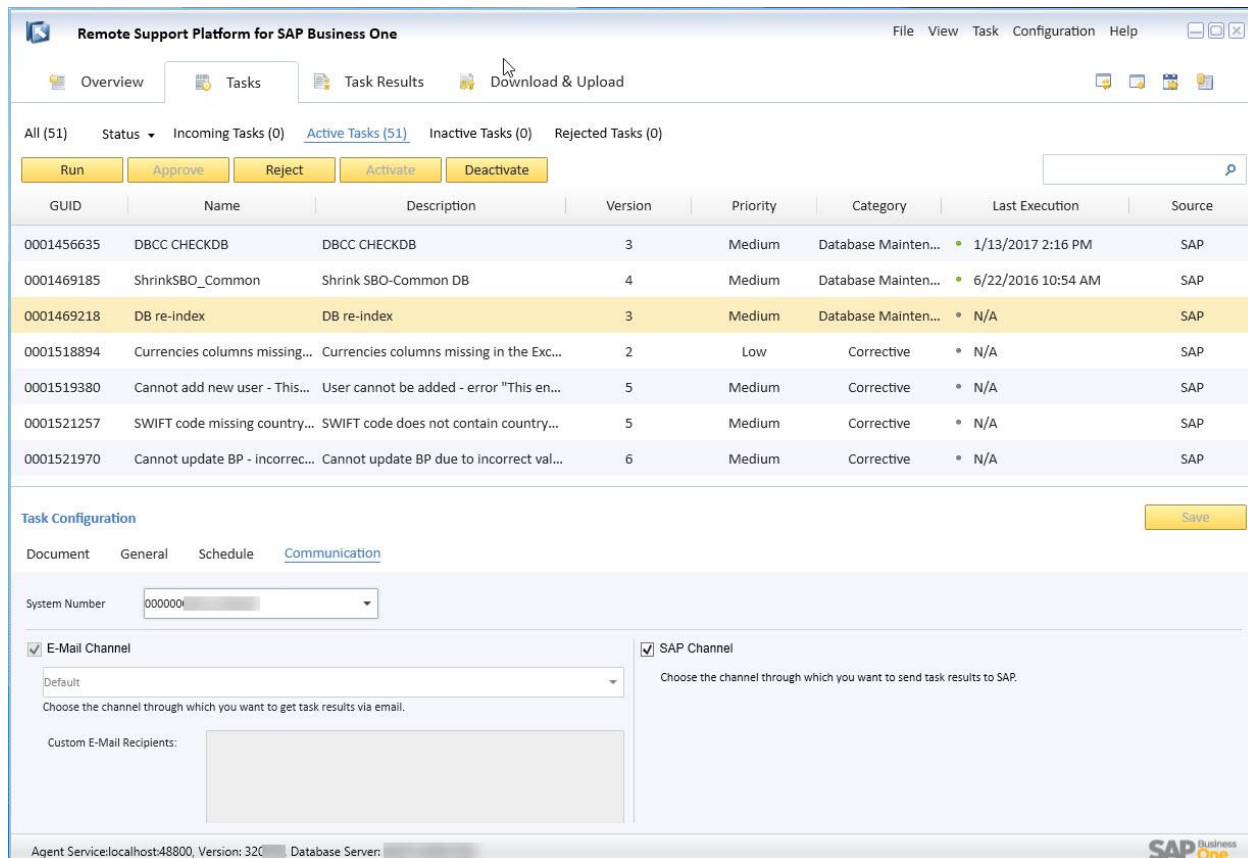 Remote Support Platform for SAP Business One
File View Task Configuration Help
Overview Tasks Task Results Download & Upload
All (51) Status Incoming Tasks (0) Active Tasks (51) Inactive Tasks (0) Rejected Tasks (0)
Run Approve Reject Activate Deactivate
GUID Name Description Version Priority Category Last Execution Source
0001456635 DBCC CHECKDB DBCC CHECKDB 3 Medium Database Mainten... 1/13/2017 2:16 PM SAP
0001469185 ShrinkSBO_Common Shrink SBO-Common DB 4 Medium Database Mainten... 6/22/2016 10:54 AM SAP
0001469218 DB re-index DB re-index 3 Medium Database Mainten... N/A SAP
0001518894 Currencies columns missing... Currencies columns missing in the Exc... 2 Low Corrective N/A SAP
0001519380 Cannot add new user - This... User cannot be added - error "This en... 5 Medium Corrective N/A SAP
0001521257 SWIFT code missing country... SWIFT code does not contain country... 5 Medium Corrective N/A SAP
0001521970 Cannot update BP - incorrec... Cannot update BP due to incorrect val... 6 Medium Corrective N/A SAP
Task Configuration
Save
Document General Schedule Communication
System Number 000000
E-Mail Channel
SAP Channel
Default
Choose the channel through which you want to send task results to SAP.
Choose the channel through which you want to get task results via email.
Custom E-Mail Recipients:
Agent Service:localhost:48800, Version: 320 Database Server:
SAP Business One